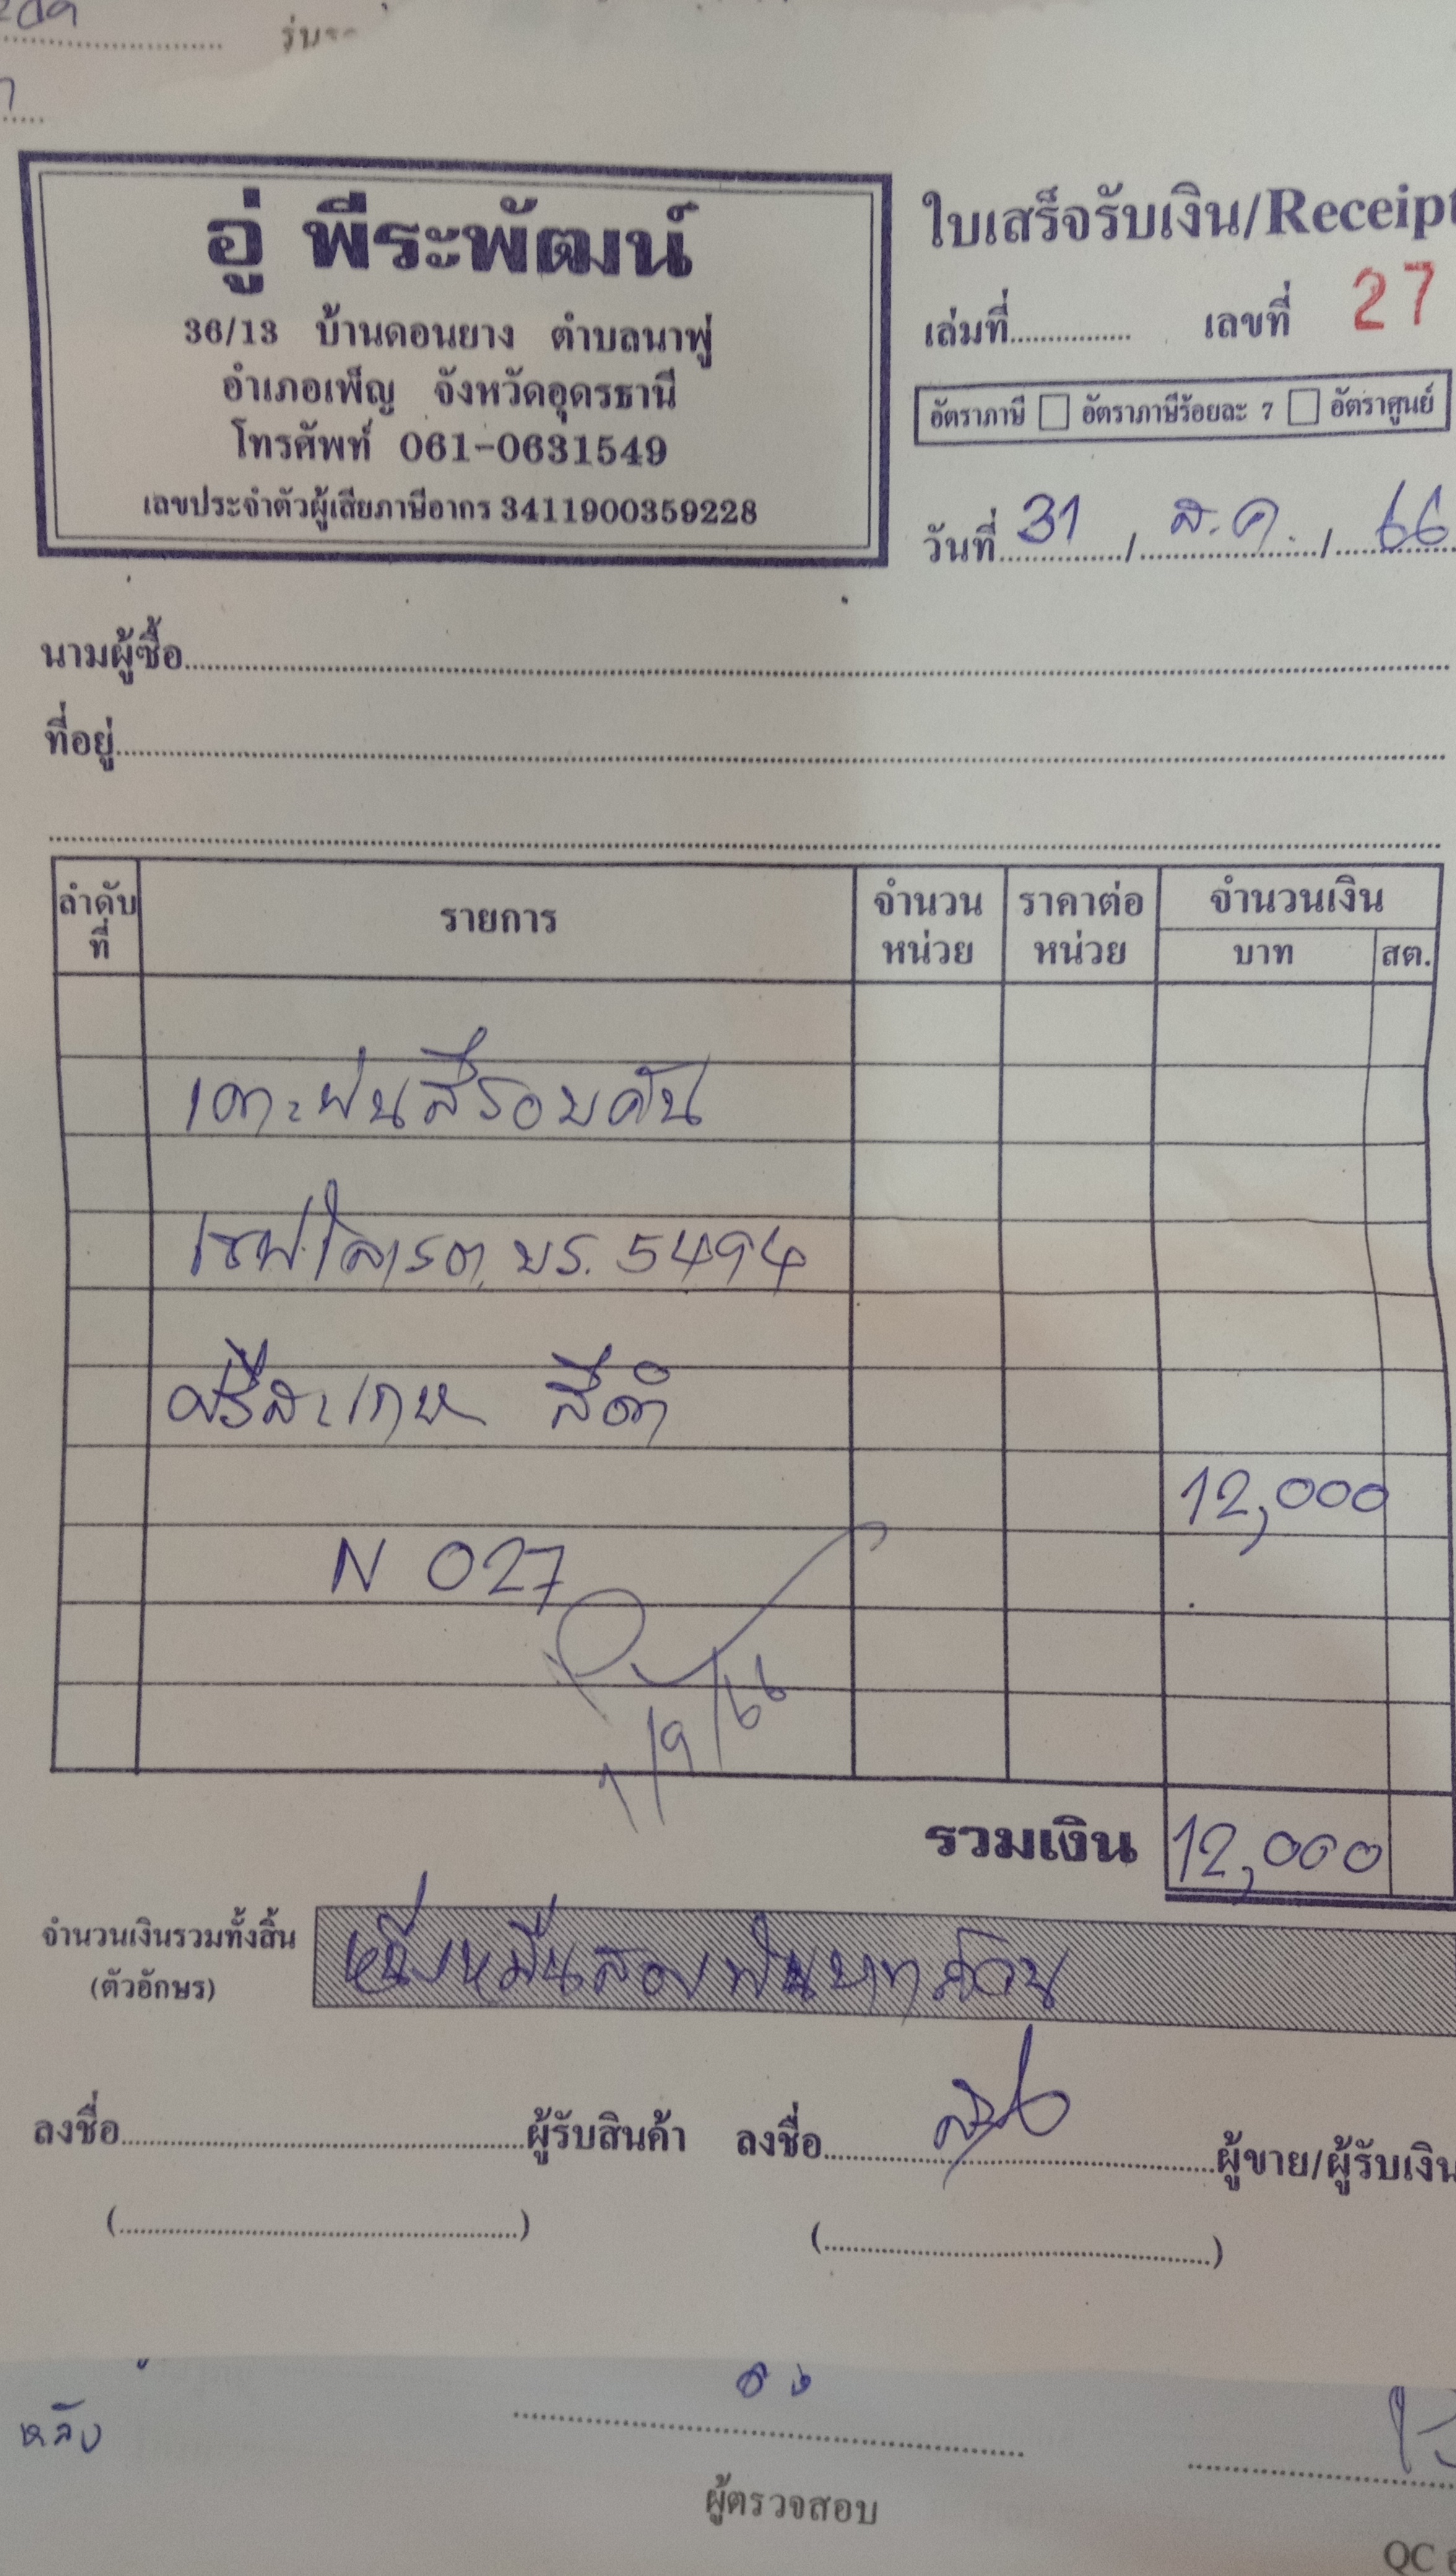 อู่ พีระพัฒน์
36/13 บ้านดอนยาง ตำบลนาพู่
อำเภอเพ็ญ จังหวัดอุดรธานี
โทรศัพท์ 061-0631549
เลขประจำตัวผู้เสียภาษีอากร 3411900359228
ใบเสร็จรับเงิน/Receipt
เล่มที่ เลขที่ 27
อัตราภาษี อัตราภาษีร้อยละ 7 อัตราศูนย์
วันที่ 31 / ส.ค. / 66
นามผู้ซื้อ
ที่อยู่
ลำดับที่ รายการ จำนวนหน่วย ราคาต่อหน่วย จำนวนเงิน
บาท สต.
เคาะพ่นสีรอบคัน
บร. 5494
ศรีสะเกษ สีดำ
12,000
N 027
1/9/66
รวมเงิน 12,000
จำนวนเงินรวมทั้งสิ้น
(ตัวอักษร)
หนึ่งหมื่นสองพันบาทถ้วน
ลงชื่อ ผู้รับสินค้า ลงชื่อ ผู้ขาย/ผู้รับเงิน
หลัง
ผู้ตรวจสอบ
QC